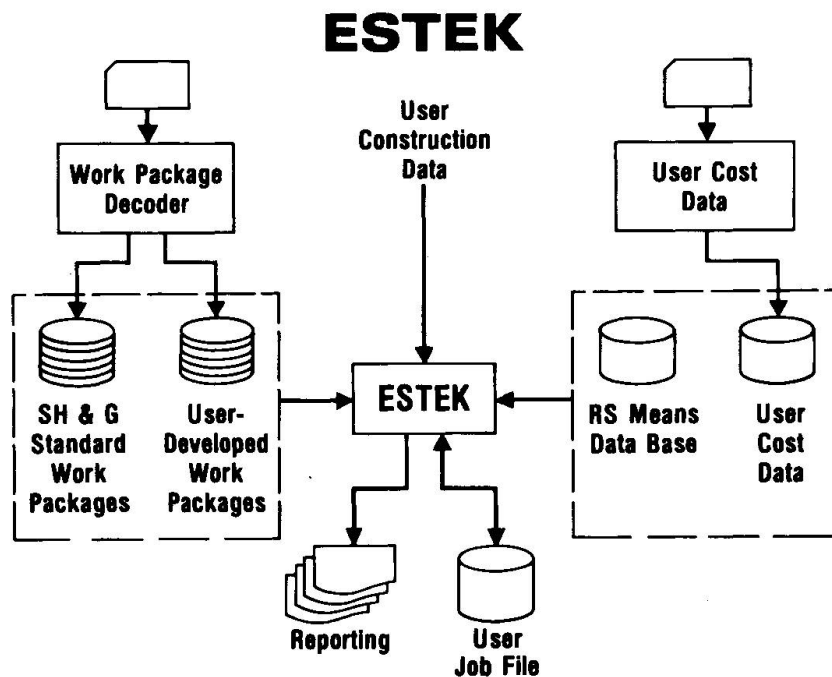 ESTEK
Work Package
Decoder
User
Construction
Data
User Cost
Data
SH & G
Standard
Work
Packages
User-
Developed
Work
Packages
ESTEK
RS Means
Data Base
User
Cost
Data
Reporting
User
Job File